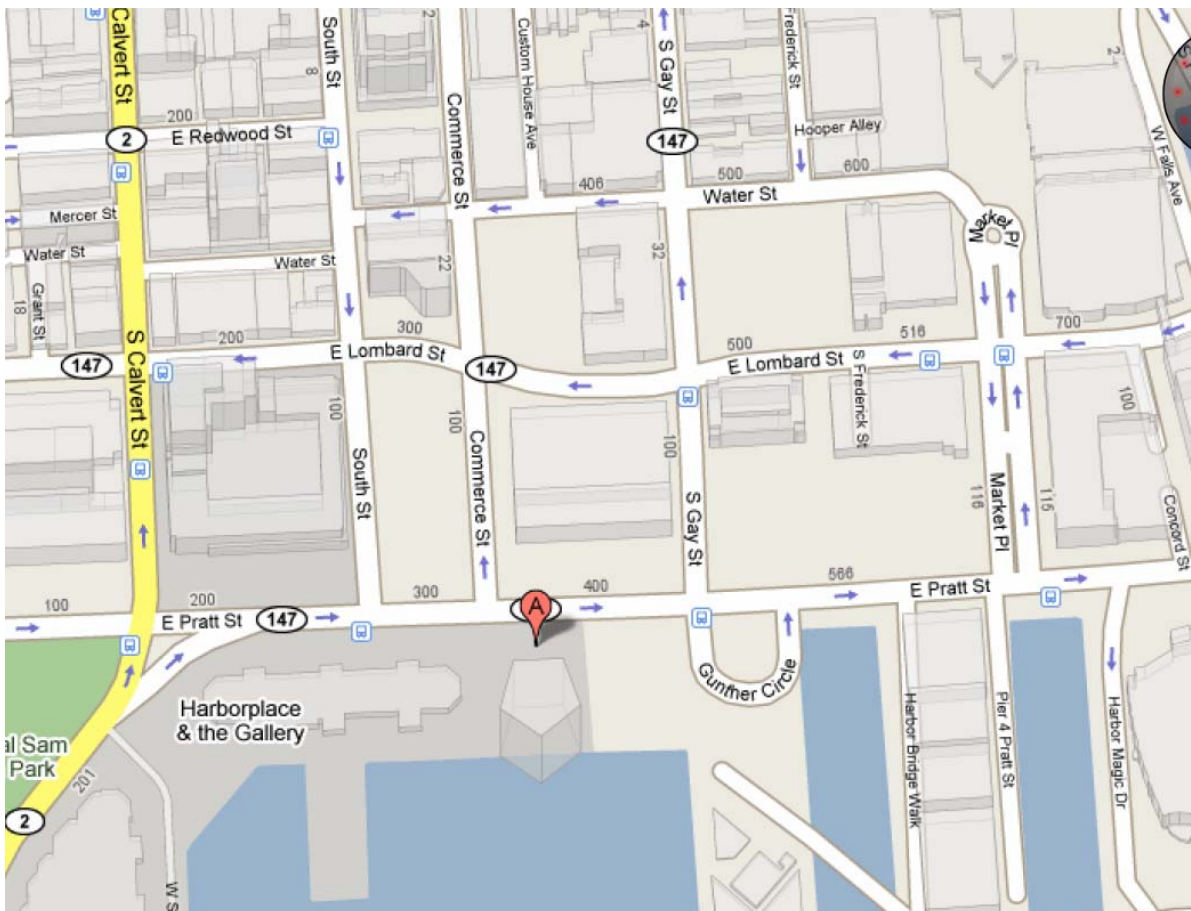 S Calvert St
South St
2
Custom House Ave
4
S Gay St
Frederick St
2
8
200
E Redwood St
2
Commerce St
147
Hooper Alley
W Falls Ave
406
500
600
Water St
Mercer St
Market Pl
Water St
Water St
22
32
18
Grant St
S Calvert St
200
300
E Lombard St
147
147
500
E Lombard St
516
700
S Frederick St
100
100
100
100
South St
Commerce St
S Gay St
116
Market Pl
115
Concord St
100
200
E Pratt St
147
300
A
400
566
E Pratt St
Gunther Circle
Harborplace
& the Gallery
Harbor Bridge Walk
Pier 4 Pratt St
Harbor Magic Dr
al Sam
Park
201
2
W S